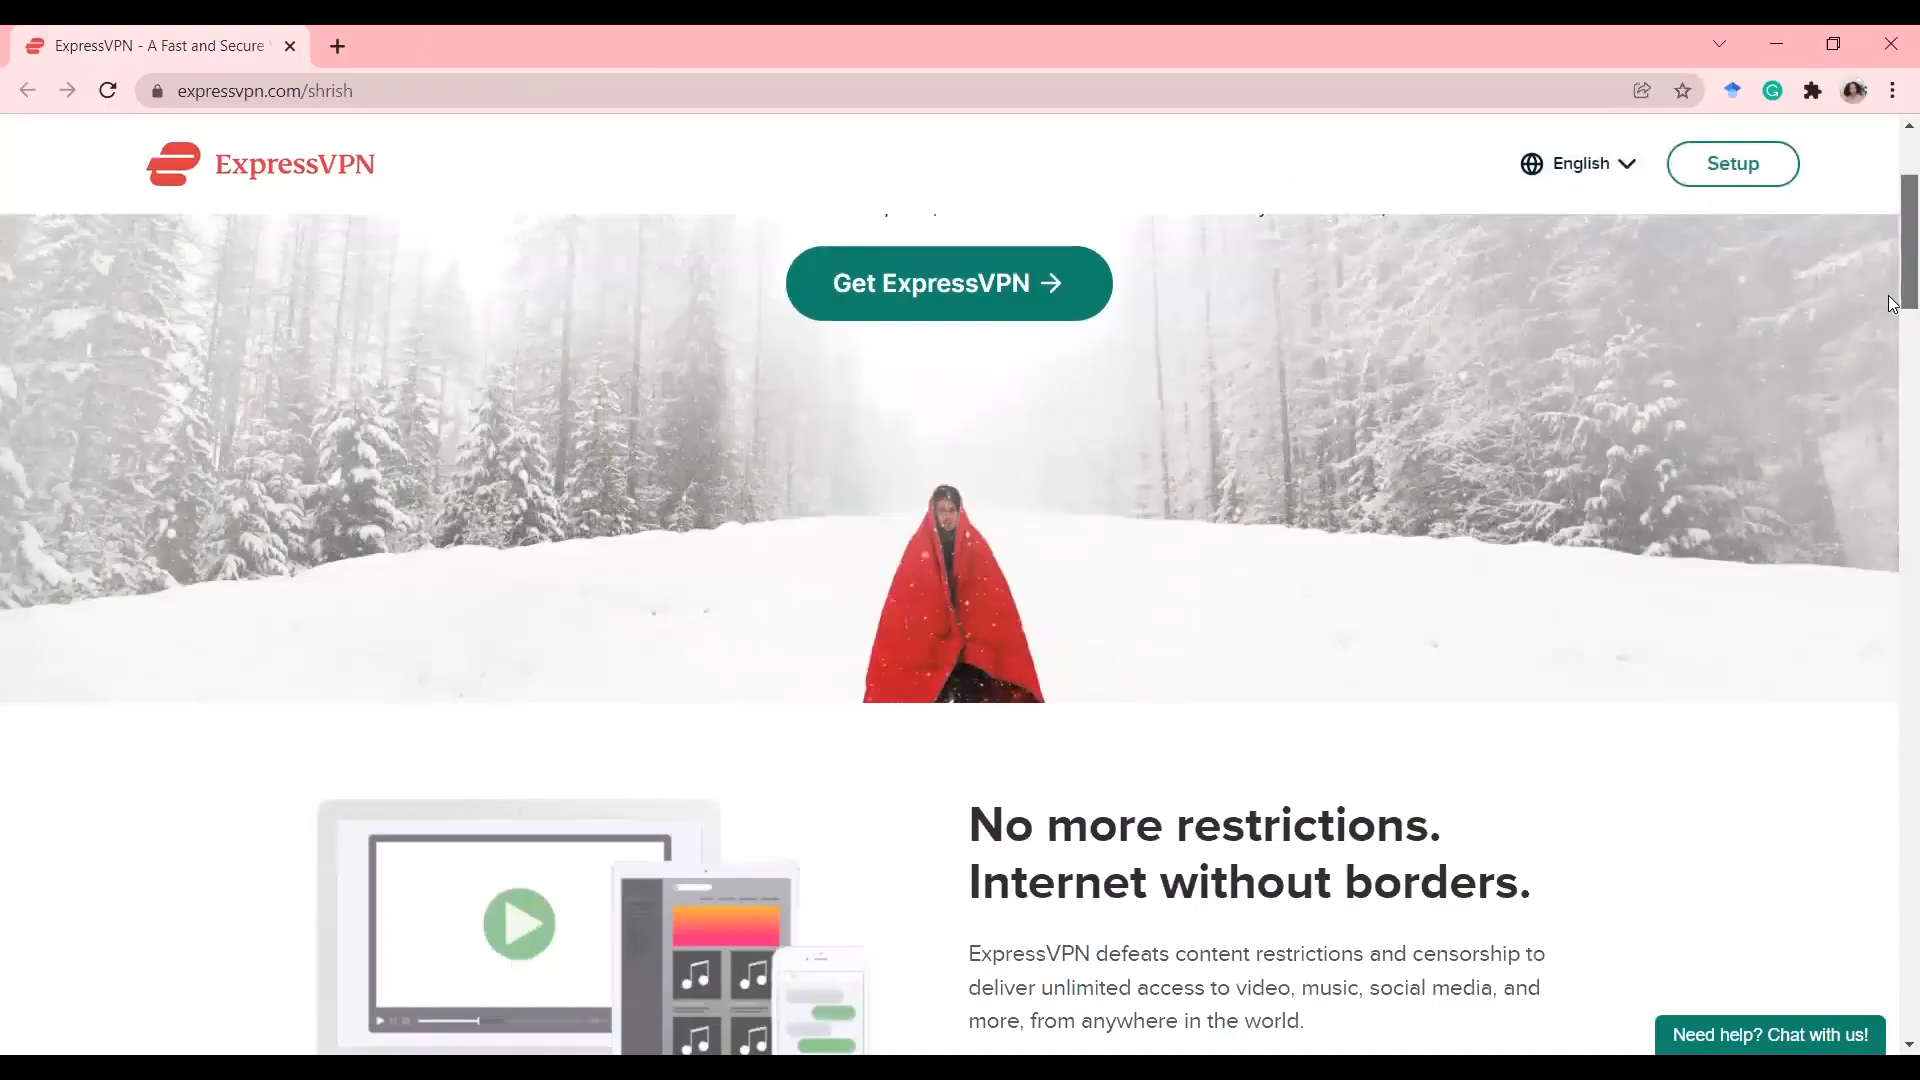 ExpressVPN - A Fast and Secure
expressvpn.com/shrish
ExpressVPN
English
Setup
Get ExpressVPN →
No more restrictions.
Internet without borders.
ExpressVPN defeats content restrictions and censorship to
deliver unlimited access to video, music, social media, and
more, from anywhere in the world.
Need help? Chat with us!